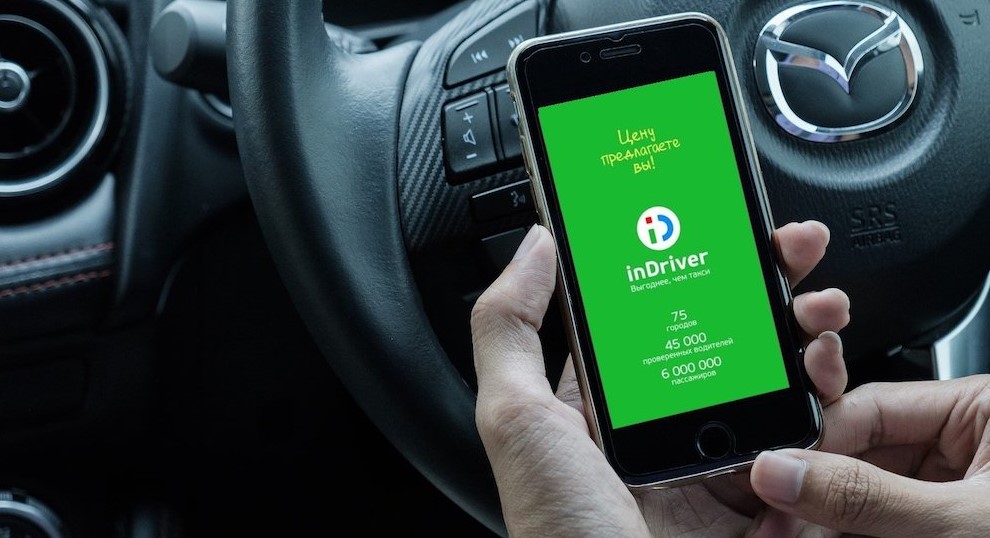 Цену
предлагаете
вы!
inDriver
Выгоднее, чем такси
75
городов
45 000
проверенных водителей
6 000 000
пассажиров
SRS
AIRBAG